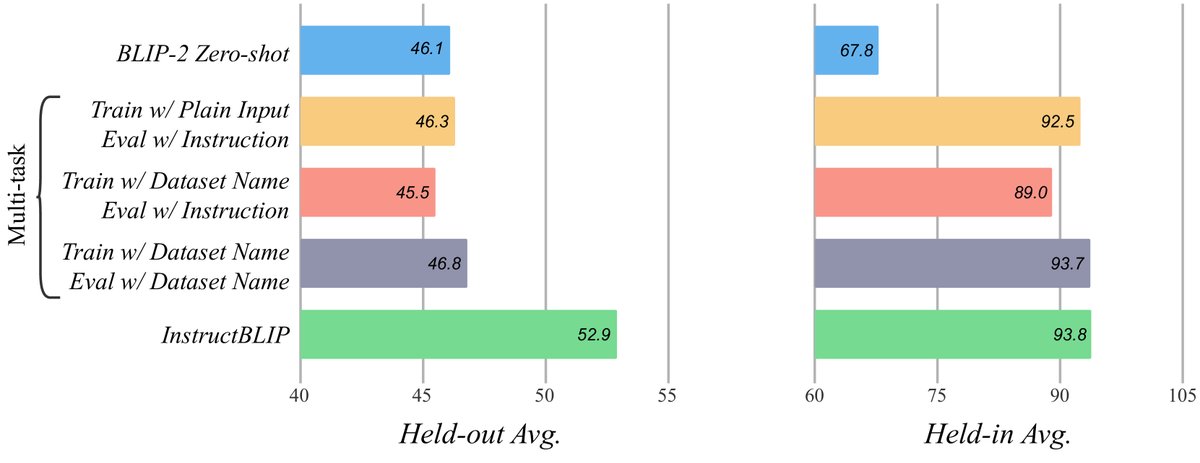 BLIP-2 Zero-shot
46.1
67.8
Multi-task
Train w/ Plain Input
Eval w/ Instruction
46.3
92.5
Train w/ Dataset Name
Eval w/ Instruction
45.5
89.0
Train w/ Dataset Name
Eval w/ Dataset Name
46.8
93.7
InstructBLIP
52.9
93.8
40 45 50 55
60 75 90 105
Held-out Avg.
Held-in Avg.